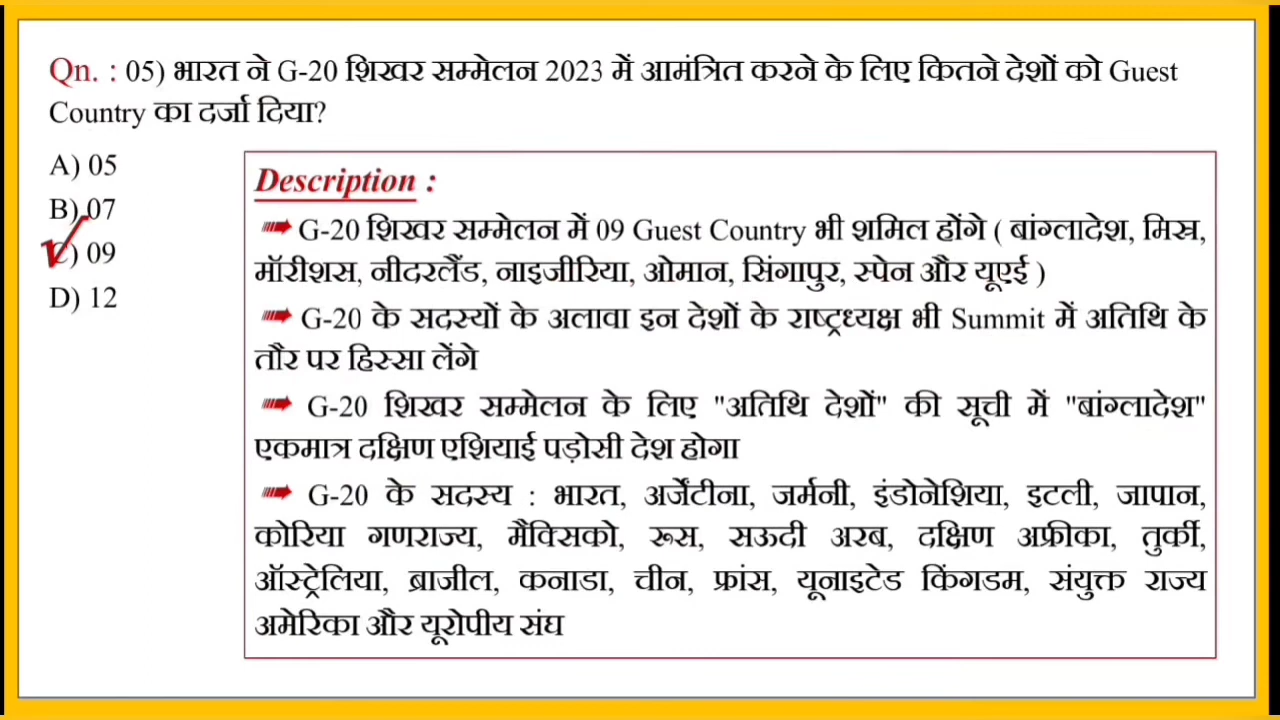 Qn. : 05) भारत ने G-20 शिखर सम्मेलन 2023 में आमंत्रित करने के लिए कितने देशों को Guest
Country का दर्जा दिया?
A) 05
B) 07
C) 09
D) 12
Description :
G-20 शिखर सम्मेलन में 09 Guest Country भी शमिल होंगे ( बांग्लादेश, मिस्र,
मॉरीशस, नीदरलैंड, नाइजीरिया, ओमान, सिंगापुर, स्पेन और यूएई )
G-20 के सदस्यों के अलावा इन देशों के राष्ट्रध्यक्ष भी Summit में अतिथि के
तौर पर हिस्सा लेंगे
G-20 शिखर सम्मेलन के लिए "अतिथि देशों" की सूची में "बांग्लादेश"
एकमात्र दक्षिण एशियाई पड़ोसी देश होगा
G-20 के सदस्य : भारत, अर्जेंटीना, जर्मनी, इंडोनेशिया, इटली, जापान,
कोरिया गणराज्य, मैक्सिको, रूस, सऊदी अरब, दक्षिण अफ्रीका, तुर्की,
ऑस्ट्रेलिया, ब्राजील, कनाडा, चीन, फ्रांस, यूनाइटेड किंगडम, संयुक्त राज्य
अमेरिका और यूरोपीय संघ